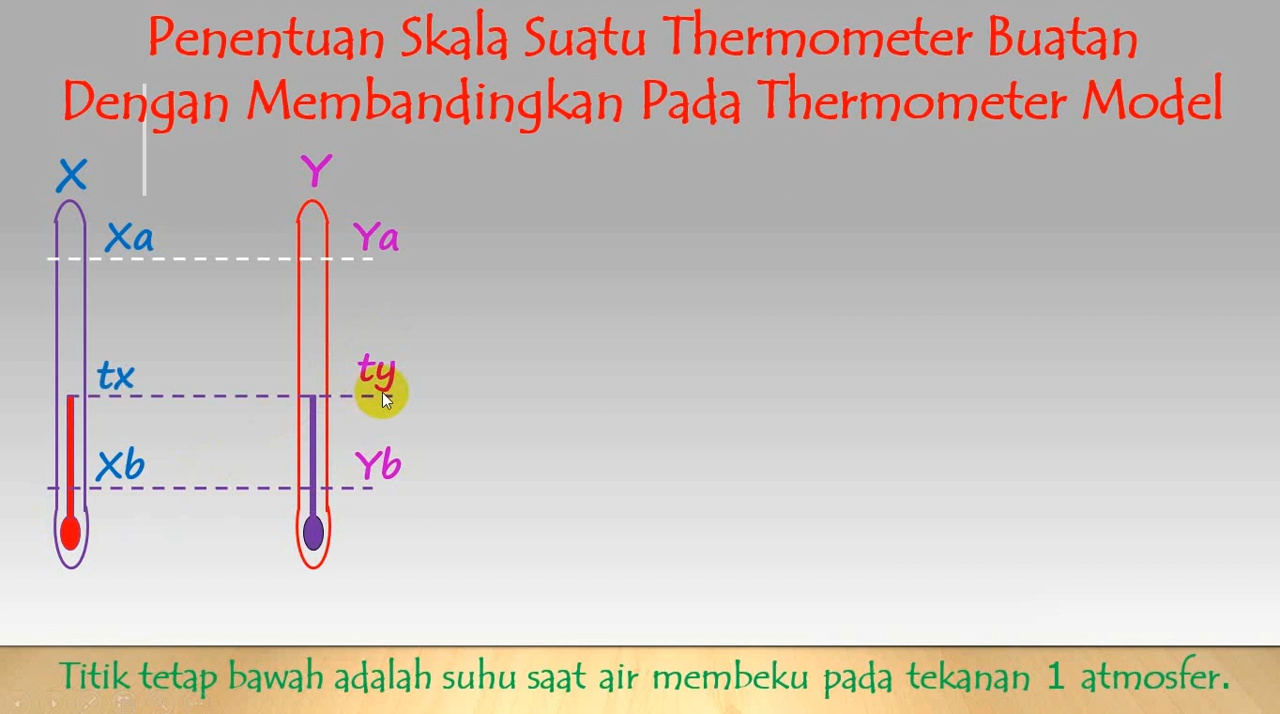 Penentuan Skala Suatu Thermometer Buatan
Dengan Membandingkan Pada Thermometer Model
X Y
Xa Ya
tx ty
Xb Yb
Titik tetap bawah adalah suhu saat air membeku pada tekanan 1 atmosfer.